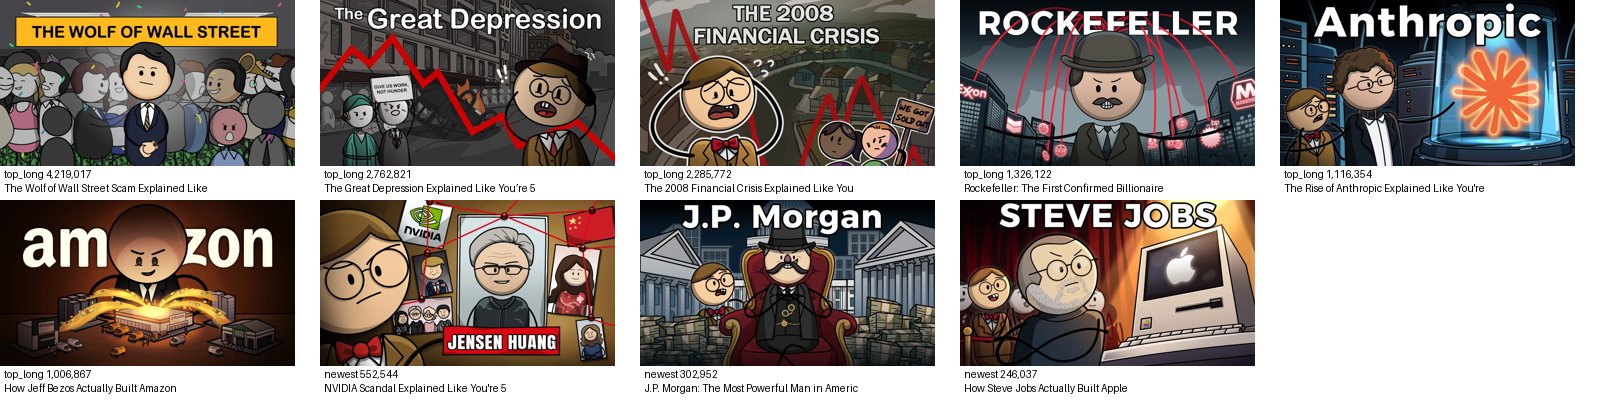 THE WOLF OF WALL STREET
top_long 4,219,017
The Wolf of Wall Street Scam Explained Like
The Great Depression
GIVE US WORK,
NOT HUNGER
!!
top_long 2,762,821
The Great Depression Explained Like You're 5
THE 2008
FINANCIAL CRISIS
!!
??
WE GOT
SOLD OUT
top_long 2,285,772
The 2008 Financial Crisis Explained Like You
ROCKEFELLER
Exxon
M
MARATHON
bp
top_long 1,326,122
Rockefeller: The First Confirmed Billionaire
Anthropic
top_long 1,116,354
The Rise of Anthropic Explained Like You're
am zon
top_long 1,006,867
How Jeff Bezos Actually Built Amazon
NVIDIA
JENSEN HUANG
newest 552,544
NVIDIA Scandal Explained Like You're 5
J.P. Morgan
newest 302,952
J.P. Morgan: The Most Powerful Man in Americ
STEVE JOBS
newest 246,037
How Steve Jobs Actually Built Apple